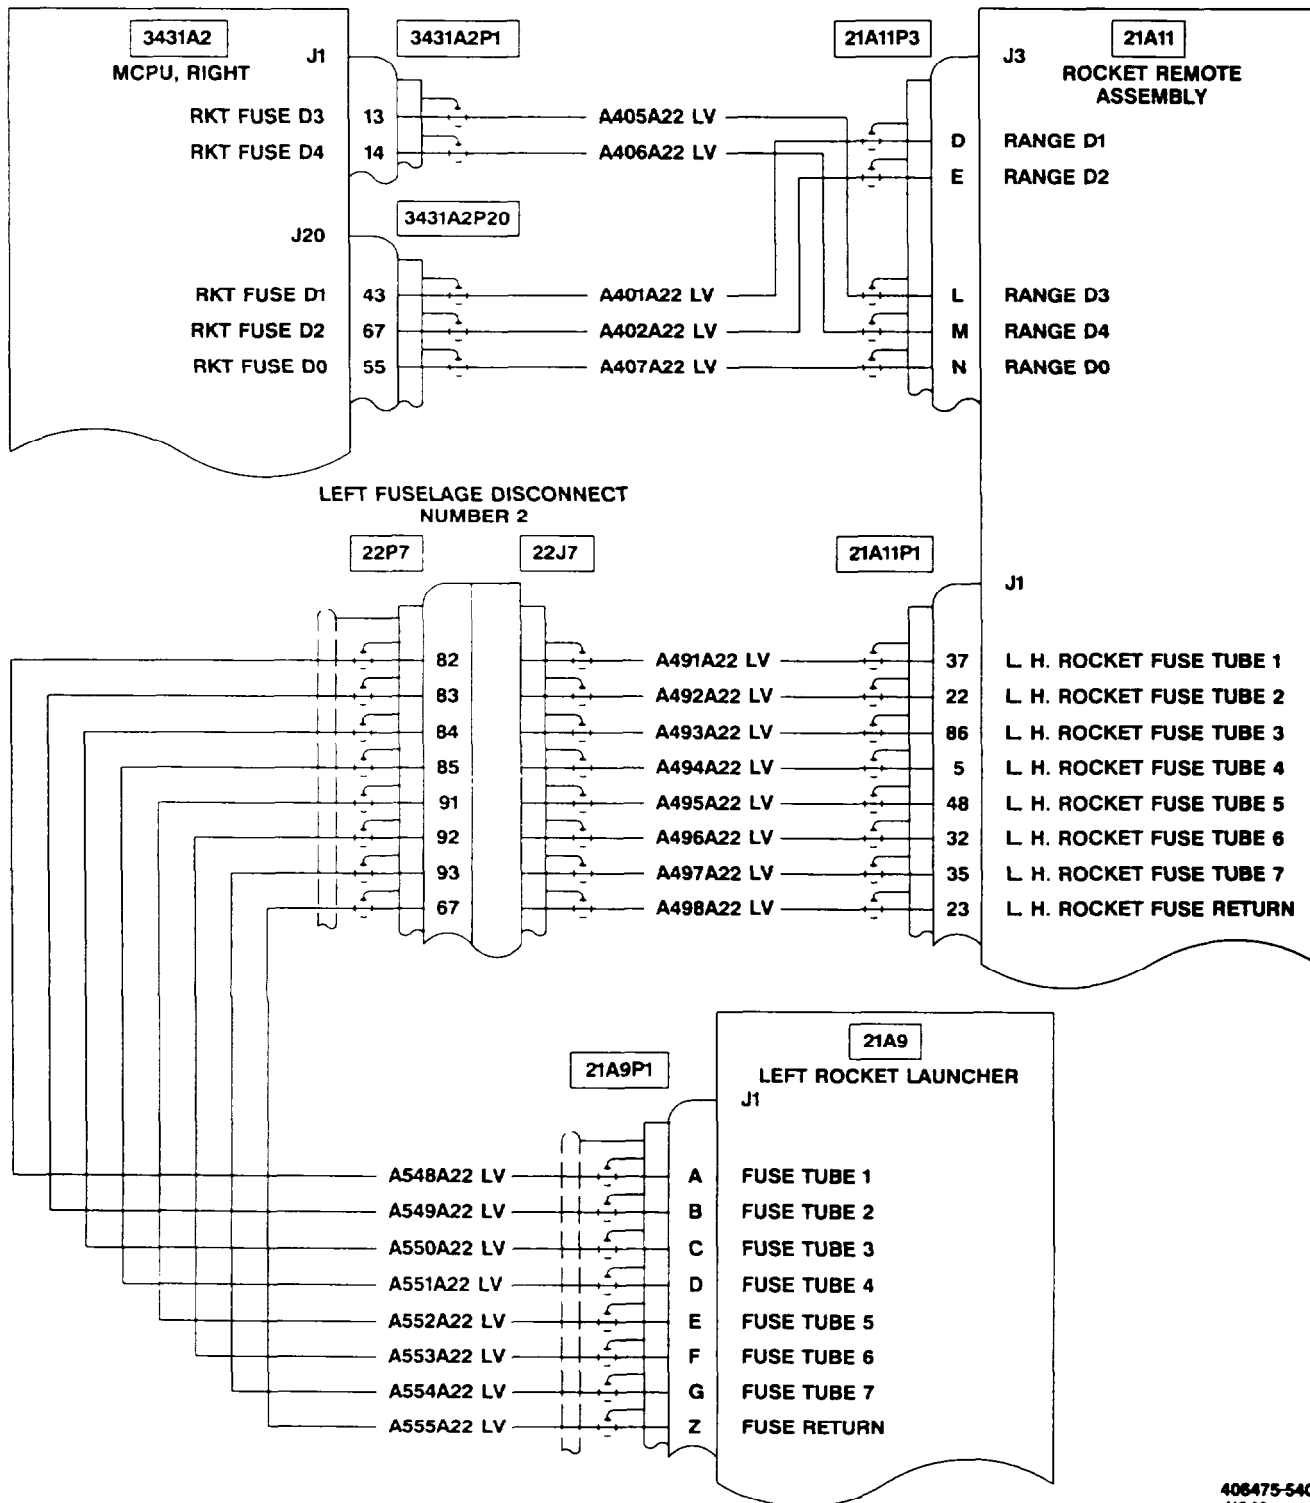 3431A2
MCPU, RIGHT
J1
3431A2P1
21A11P3
J3
21A11
ROCKET REMOTE
ASSEMBLY
RKT FUSE D3 13 A405A22 LV
RKT FUSE D4 14 A406A22 LV
D RANGE D1
E RANGE D2
J20
3431A2P20
RKT FUSE D1 43 A401A22 LV L RANGE D3
RKT FUSE D2 67 A402A22 LV M RANGE D4
RKT FUSE D0 55 A407A22 LV N RANGE D0
LEFT FUSELAGE DISCONNECT
NUMBER 2
22P7
22J7
21A11P1
J1
82 A491A22 LV 37 L. H. ROCKET FUSE TUBE 1
83 A492A22 LV 22 L. H. ROCKET FUSE TUBE 2
84 A493A22 LV 86 L. H. ROCKET FUSE TUBE 3
85 A494A22 LV 5 L. H. ROCKET FUSE TUBE 4
91 A495A22 LV 48 L. H. ROCKET FUSE TUBE 5
92 A496A22 LV 32 L. H. ROCKET FUSE TUBE 6
93 A497A22 LV 35 L. H. ROCKET FUSE TUBE 7
67 A498A22 LV 23 L. H. ROCKET FUSE RETURN
21A9P1
21A9
LEFT ROCKET LAUNCHER
J1
A548A22 LV A FUSE TUBE 1
A549A22 LV B FUSE TUBE 2
A550A22 LV C FUSE TUBE 3
A551A22 LV D FUSE TUBE 4
A552A22 LV E FUSE TUBE 5
A553A22 LV F FUSE TUBE 6
A554A22 LV G FUSE TUBE 7
A555A22 LV Z FUSE RETURN